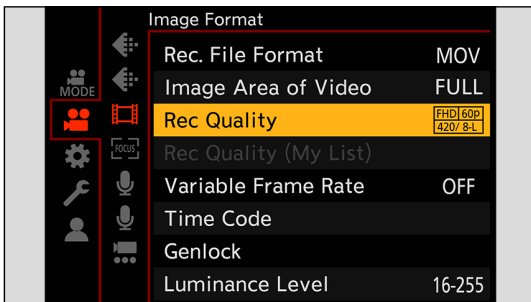 Image Format
Rec. File Format MOV
MODE
Image Area of Video FULL
Rec Quality FHD 60p 420/ 8-L
FOCUS
Rec Quality (My List)
Variable Frame Rate OFF
Time Code
Genlock
Luminance Level 16-255